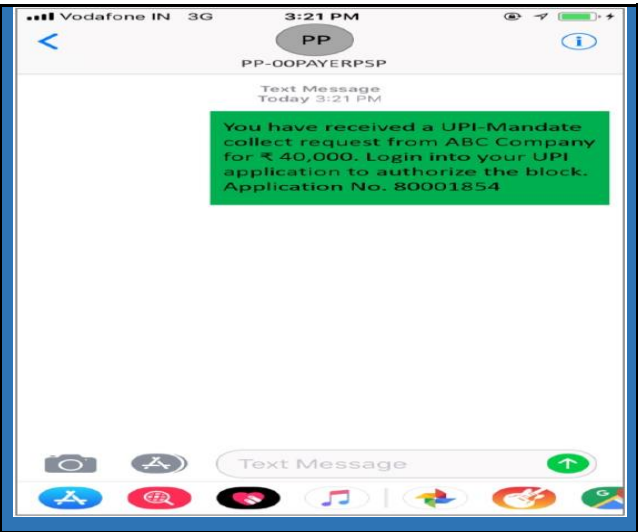 Vodafone IN 3G 3:21 PM
PP
PP-OOPAYERPSP
Text Message
Today 3:21 PM
You have received a UPI-Mandate
collect request from ABC Company
for ₹ 40,000. Login into your UPI
application to authorize the block.
Application No. 80001854
Text Message
G